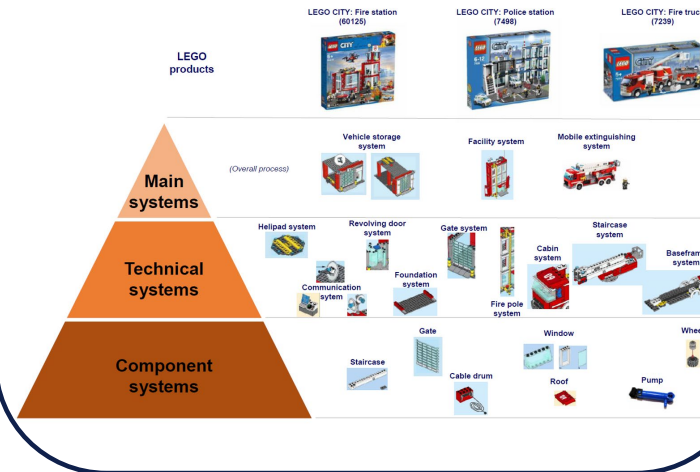 LEGO CITY: Fire station
(60125)
LEGO CITY: Police station
(7498)
LEGO CITY: Fire truc
(7239)
LEGO
products
Vehicle storage
system
Facility system
Mobile extinguishing
system
(Overall process)
Main
systems
Helipad system
Revolving door
system
Gate system
Staircase
system
Cabin
system
Basefram
system
Technical
systems
Communication
sytem
Foundation
system
Fire pole
system
Gate
Window
Whee
Component
systems
Staircase
Cable drum
Roof
Pump